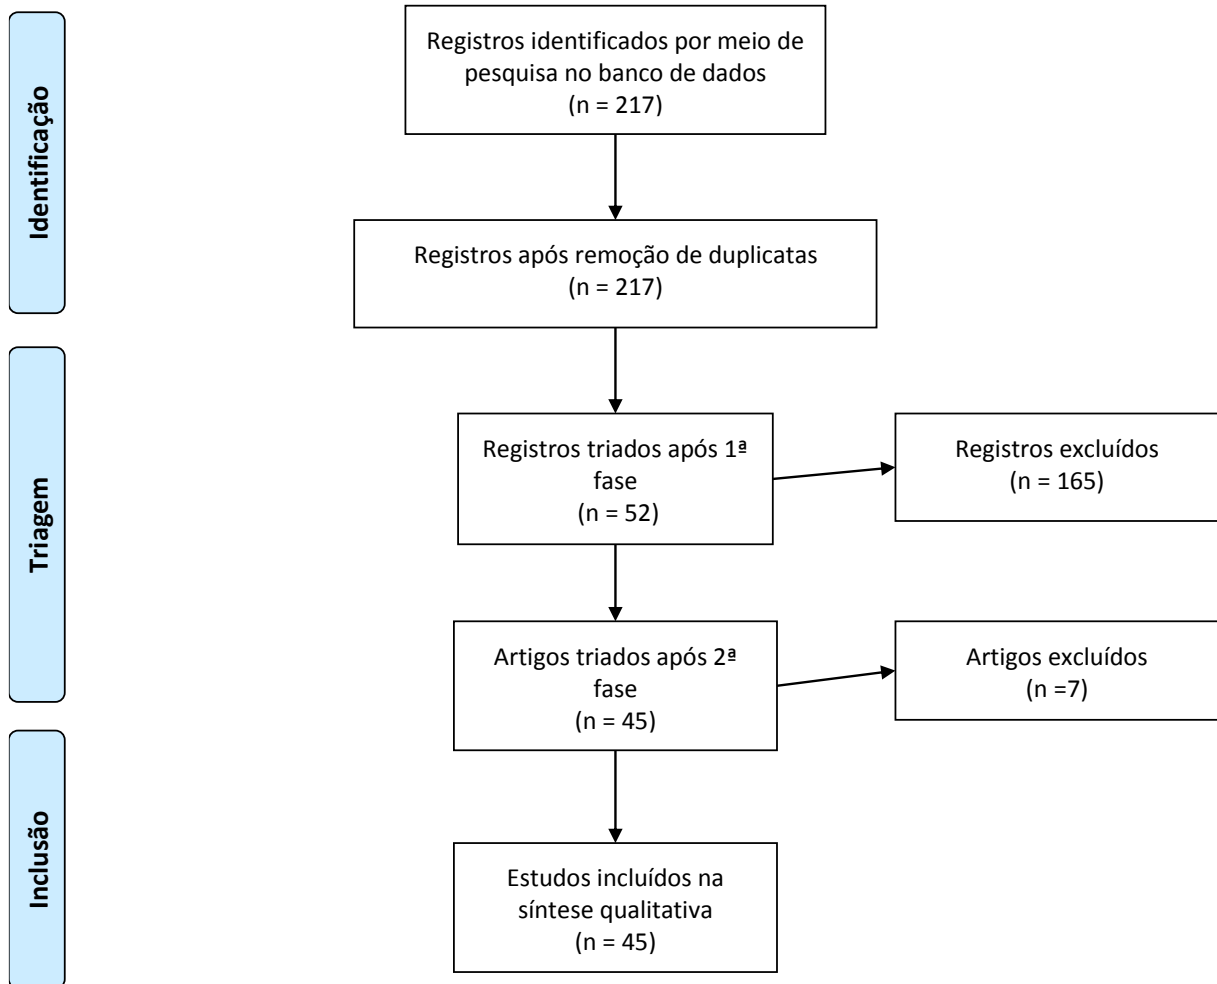 Identificação
Registros identificados por meio de
pesquisa no banco de dados
(n = 217)
Registros após remoção de duplicatas
(n = 217)
Triagem
Registros triados após 1ª
fase
(n = 52)
Registros excluídos
(n = 165)
Artigos triados após 2ª
fase
(n = 45)
Artigos excluídos
(n =7)
Inclusão
Estudos incluídos na
síntese qualitativa
(n = 45)